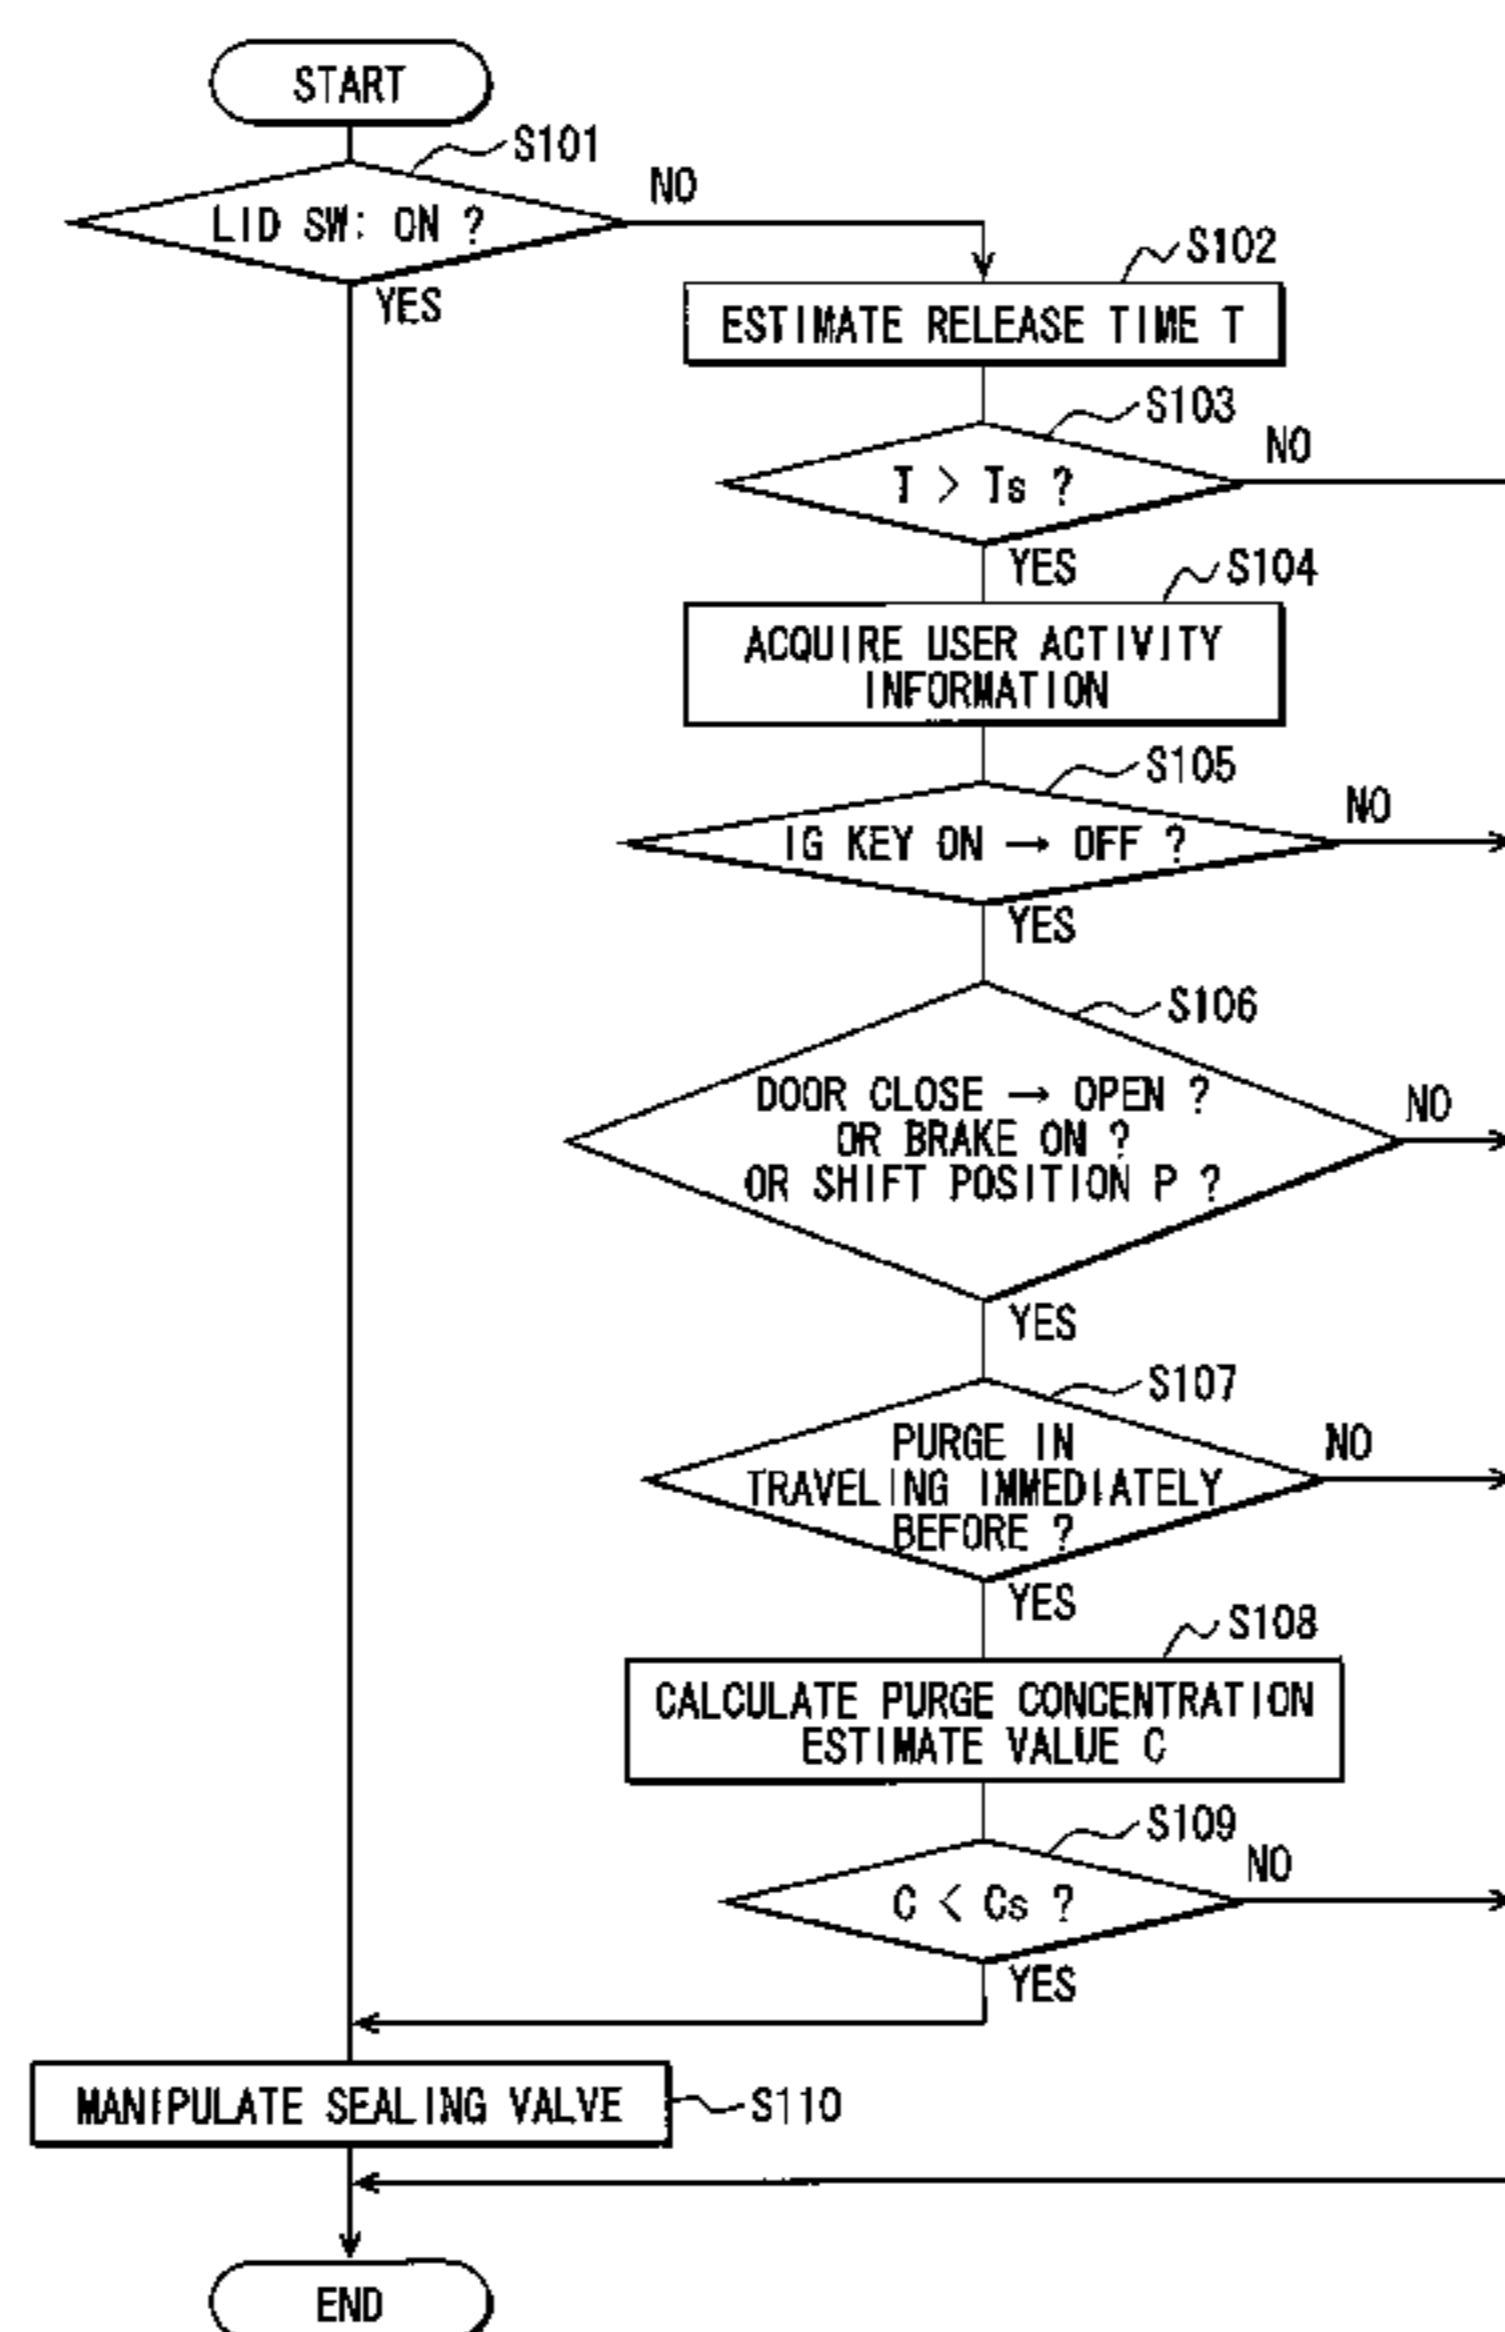 START
S101
LID SW: ON ?
NO
YES
S102
ESTIMATE RELEASE TIME T
S103
T > Ts ?
NO
YES
S104
ACQUIRE USER ACTIVITY
INFORMATION
S105
IG KEY ON → OFF ?
NO
YES
S106
DOOR CLOSE → OPEN ?
OR BRAKE ON ?
OR SHIFT POSITION P ?
NO
YES
S107
PURGE IN
TRAVELING IMMEDIATELY
BEFORE ?
NO
YES
S108
CALCULATE PURGE CONCENTRATION
ESTIMATE VALUE C
S109
C < Cs ?
NO
YES
MANIPULATE SEALING VALVE
S110
END